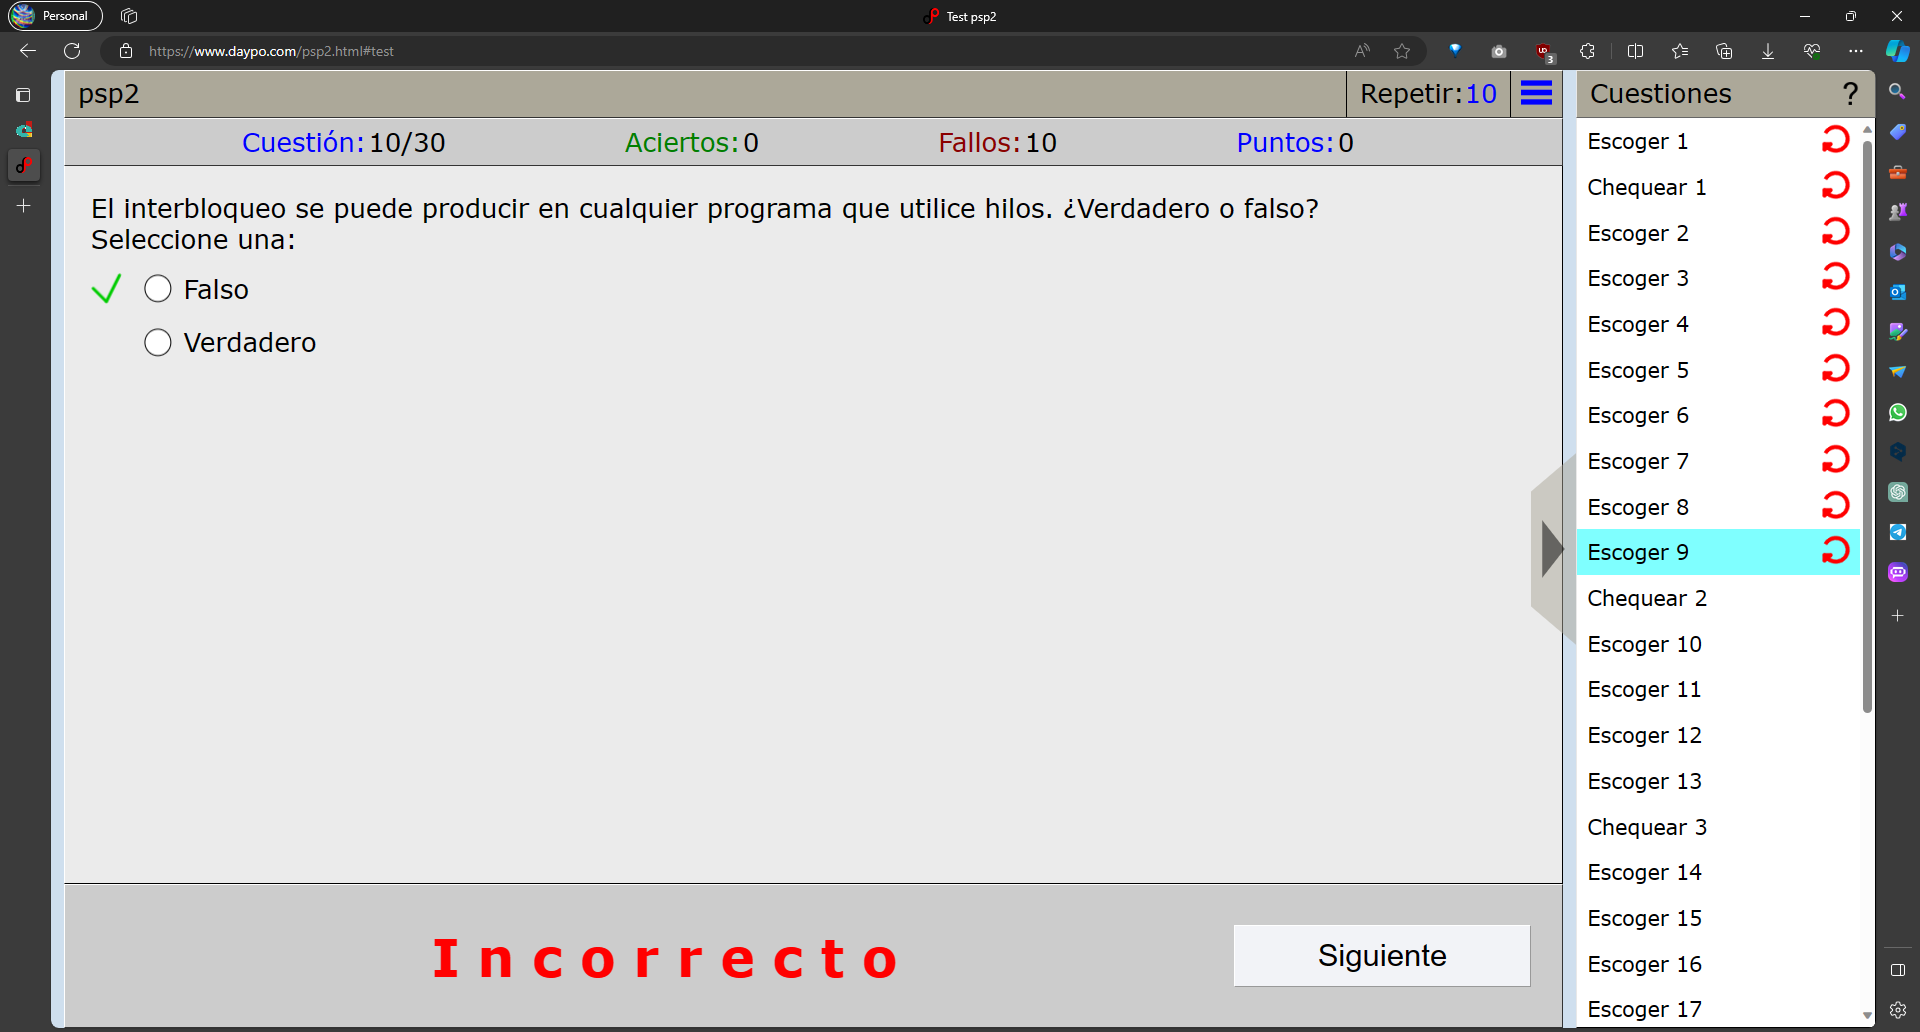 Personal
Test psp2
https://www.daypo.com/psp2.html#test
3
psp2
Repetir:10
Cuestiones
?
Cuestión:10/30
Aciertos:0
Fallos:10
Puntos:0
El interbloqueo se puede producir en cualquier programa que utilice hilos. ¿Verdadero o falso?
Seleccione una:
Falso
Verdadero
Incorrecto
Siguiente
Escoger 1
Chequear 1
Escoger 2
Escoger 3
Escoger 4
Escoger 5
Escoger 6
Escoger 7
Escoger 8
Escoger 9
Chequear 2
Escoger 10
Escoger 11
Escoger 12
Escoger 13
Chequear 3
Escoger 14
Escoger 15
Escoger 16
Escoger 17